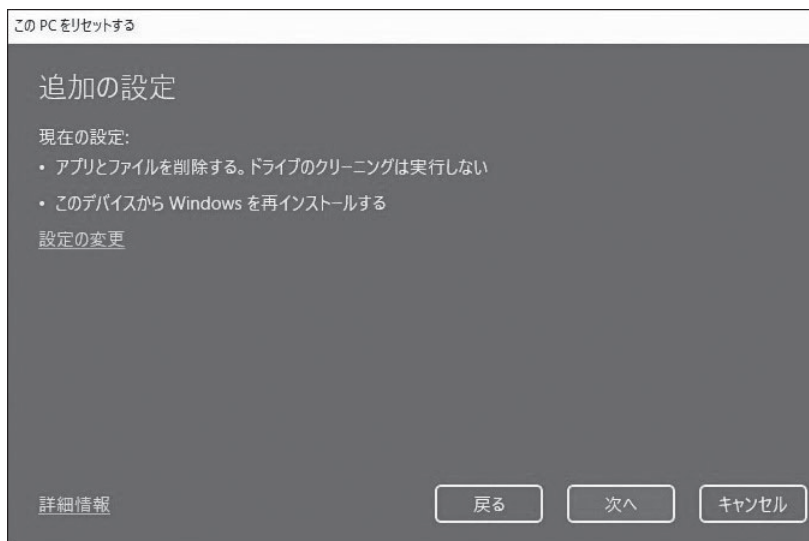 この PC をリセットする
追加の設定
現在の設定:
• アプリとファイルを削除する。ドライブのクリーニングは実行しない
• このデバイスから Windows を再インストールする
設定の変更
詳細情報
戻る
次へ
キャンセル